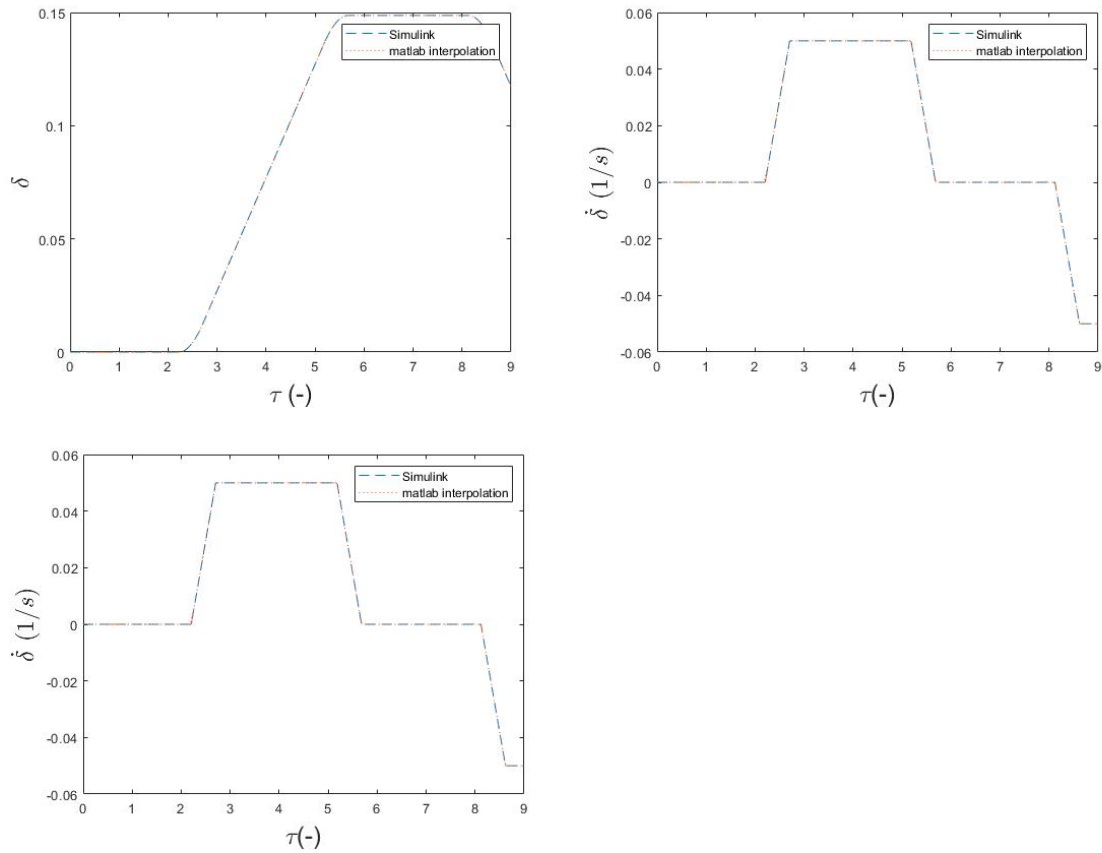 0.15
0.1
0.05
0
δ
Simulink
matlab interpolation
0 1 2 3 4 5 6 7 8 9
τ (-)
0.06
0.04
0.02
0
-0.02
-0.04
-0.06
δ̇ (1/s)
Simulink
matlab interpolation
0 1 2 3 4 5 6 7 8 9
τ(-)
0.06
0.04
0.02
0
-0.02
-0.04
-0.06
δ̇ (1/s)
Simulink
matlab interpolation
0 1 2 3 4 5 6 7 8 9
τ(-)